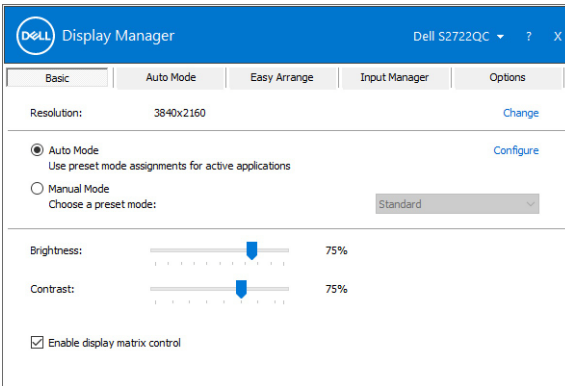 DELL Display Manager Dell S2722QC ? X
Basic Auto Mode Easy Arrange Input Manager Options
Resolution: 3840x2160 Change
Auto Mode Configure
Use preset mode assignments for active applications
Manual Mode
Choose a preset mode: Standard
Brightness: 75%
Contrast: 75%
Enable display matrix control